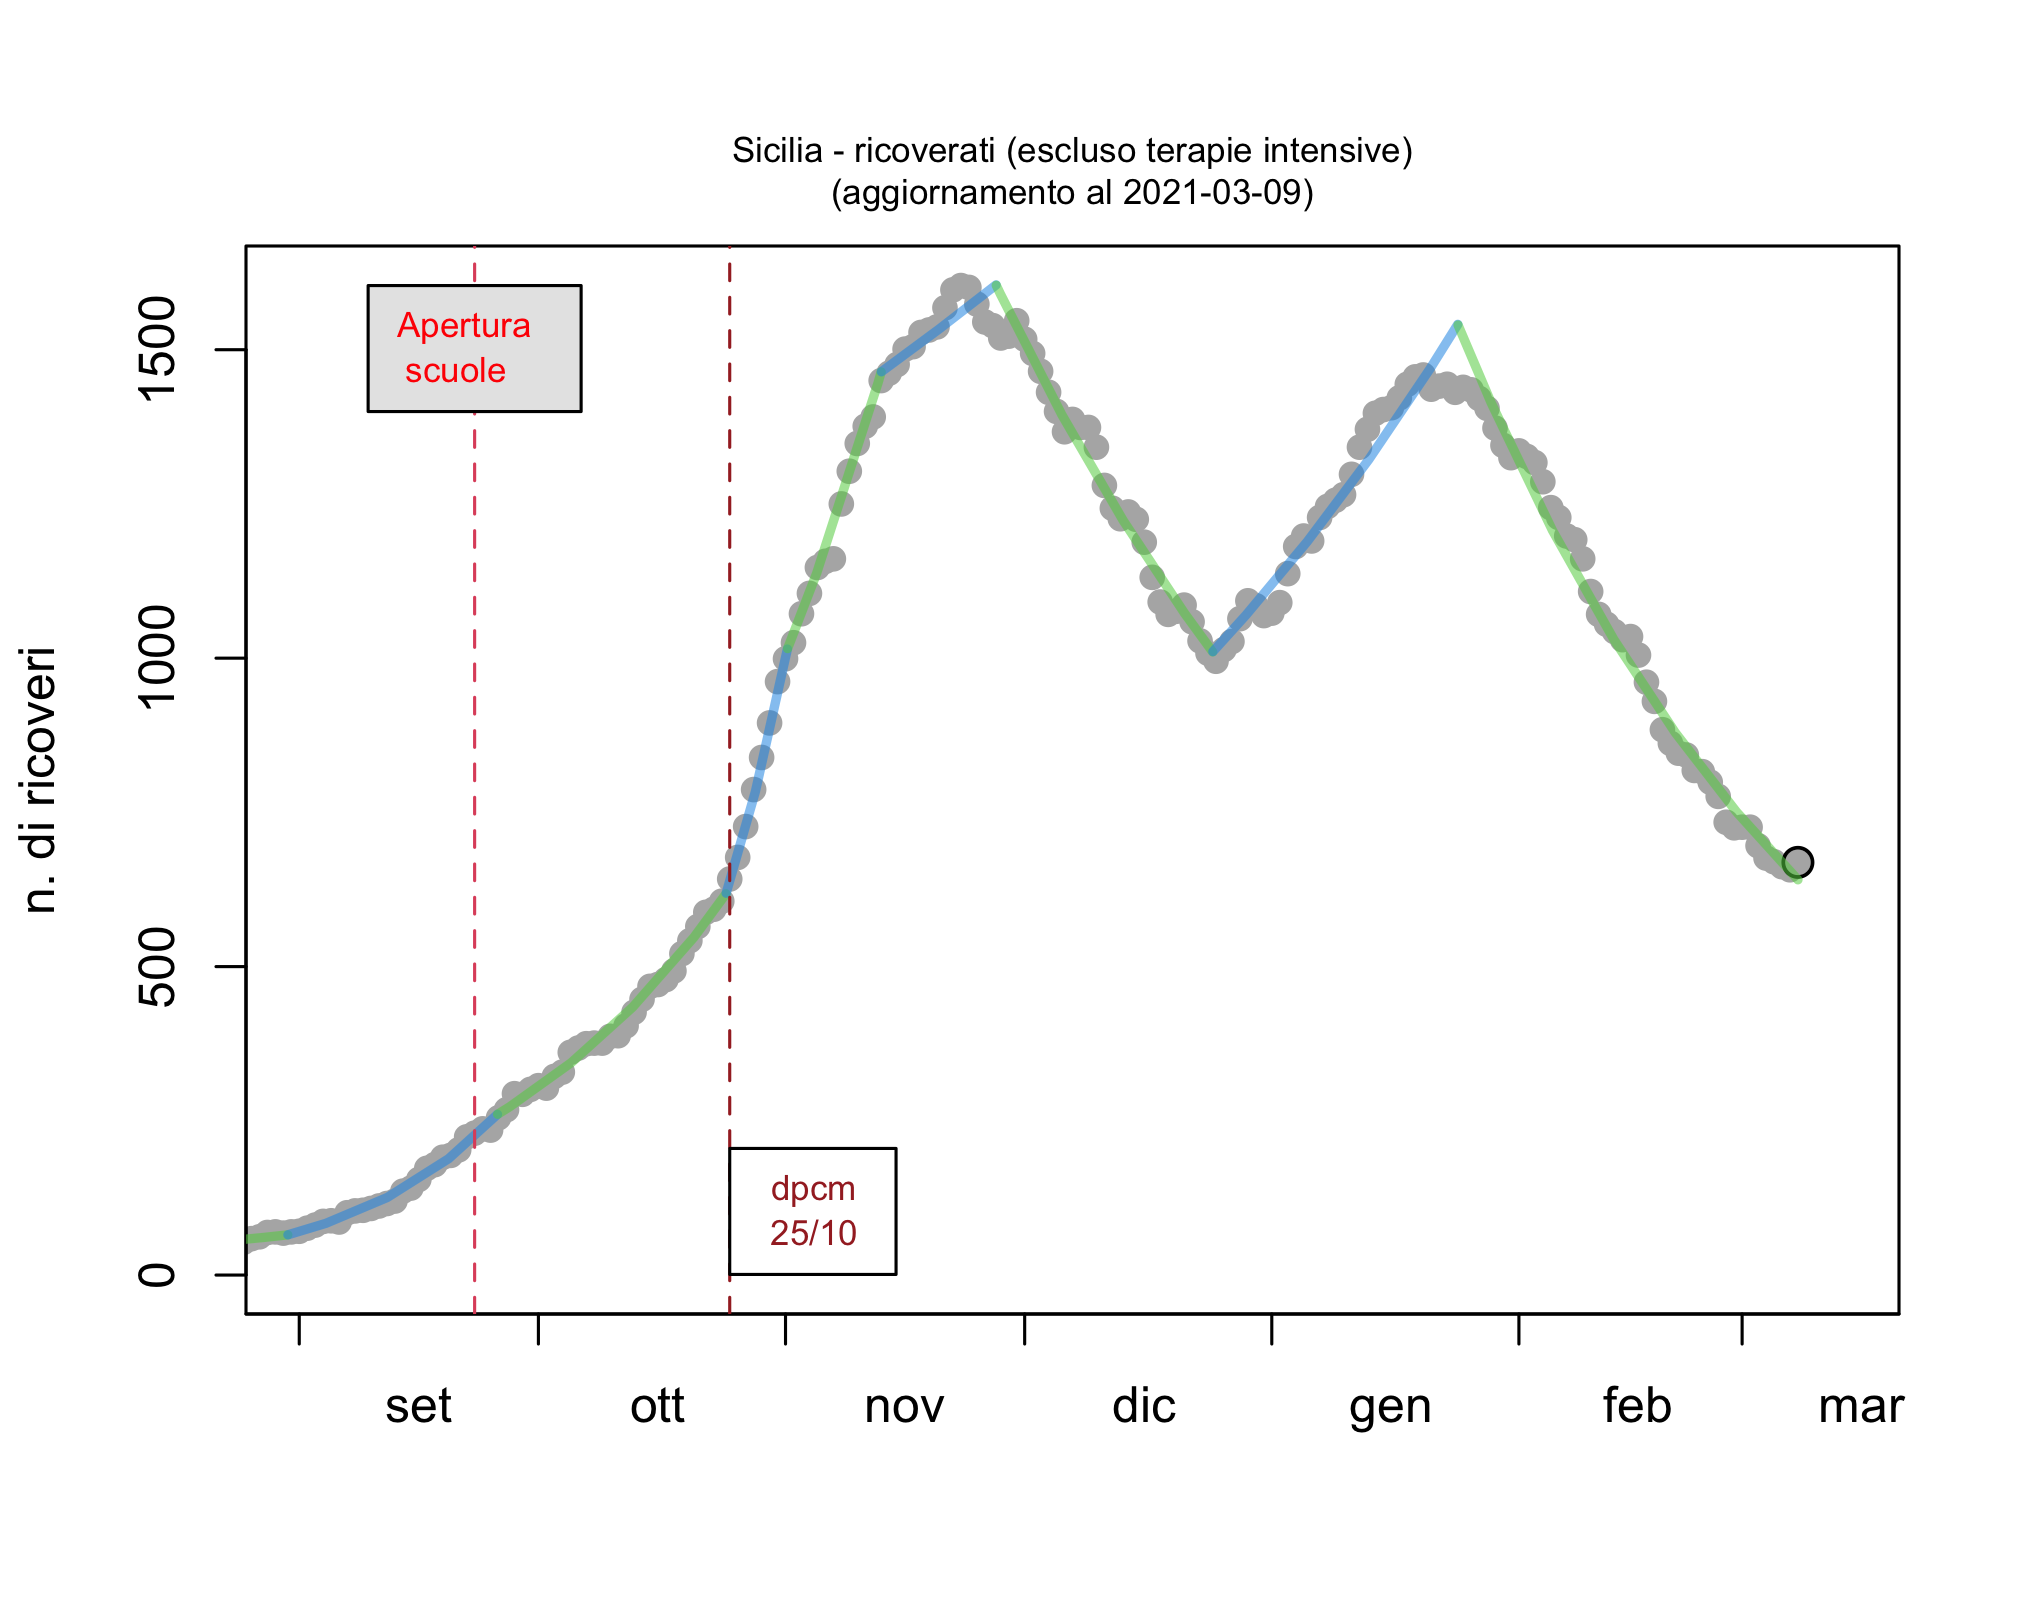 Sicilia - ricoverati (escluso terapie intensive)
(aggiornamento al 2021-03-09)
n. di ricoveri
1500
1000
500
0
Apertura
scuole
dpcm
25/10
set ott nov dic gen feb mar